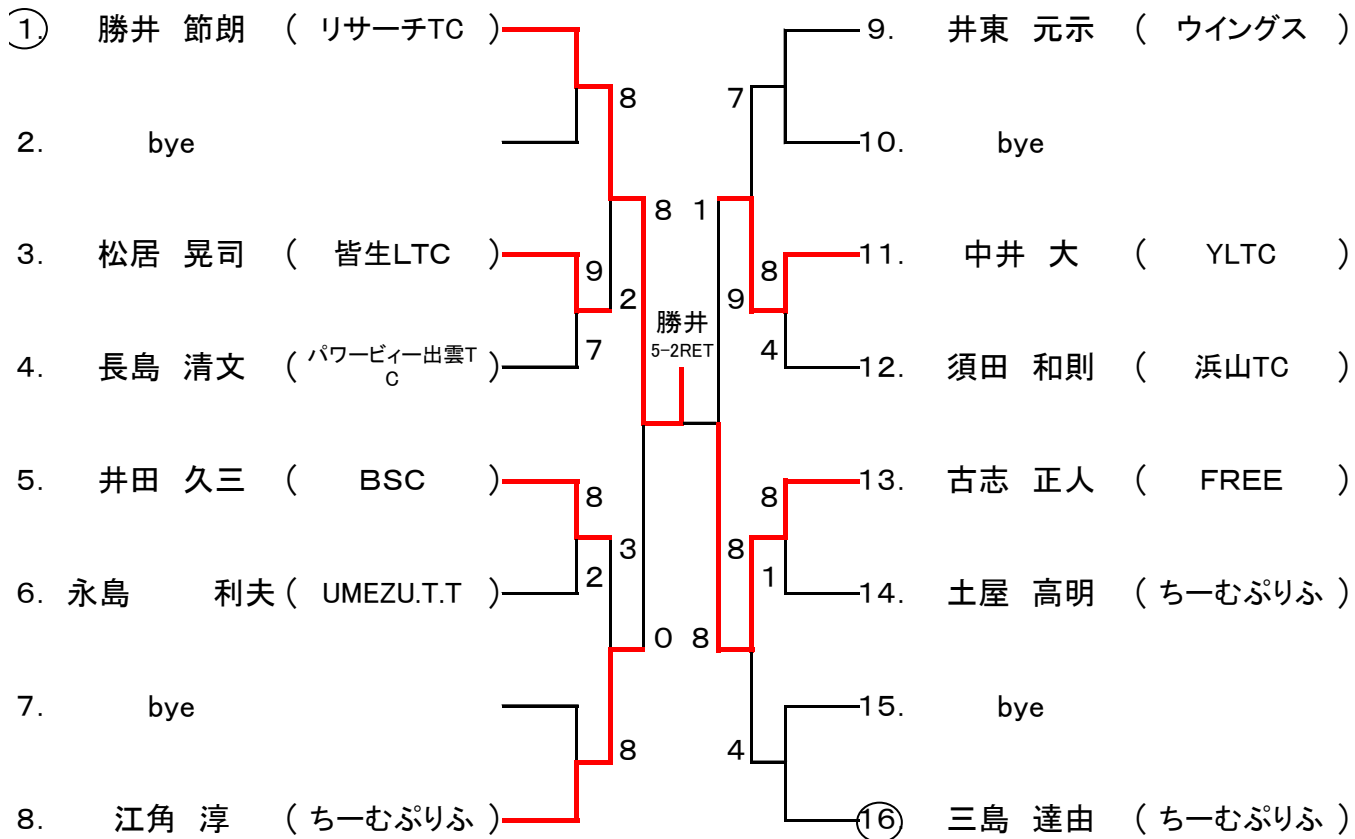 1. 勝井 節朗 ( リサーチTC )
2. bye
3. 松居 晃司 ( 皆生LTC )
4. 長島 清文 ( パワービィー出雲T
C )
5. 井田 久三 ( BSC )
6. 永島 利夫 ( UMEZU.T.T )
7. bye
8. 江角 淳 ( ちーむぷりふ )
8
9
7
2
8
2
3
8
8
0
勝井
5-2RET
1
8
7
9
8
4
8
1
8
4
9. 井東 元示 ( ウイングス )
10. bye
11. 中井 大 ( YLTC )
12. 須田 和則 ( 浜山TC )
13. 古志 正人 ( FREE )
14. 土屋 高明 ( ちーむぷりふ )
15. bye
16 三島 達由 ( ちーむぷりふ )